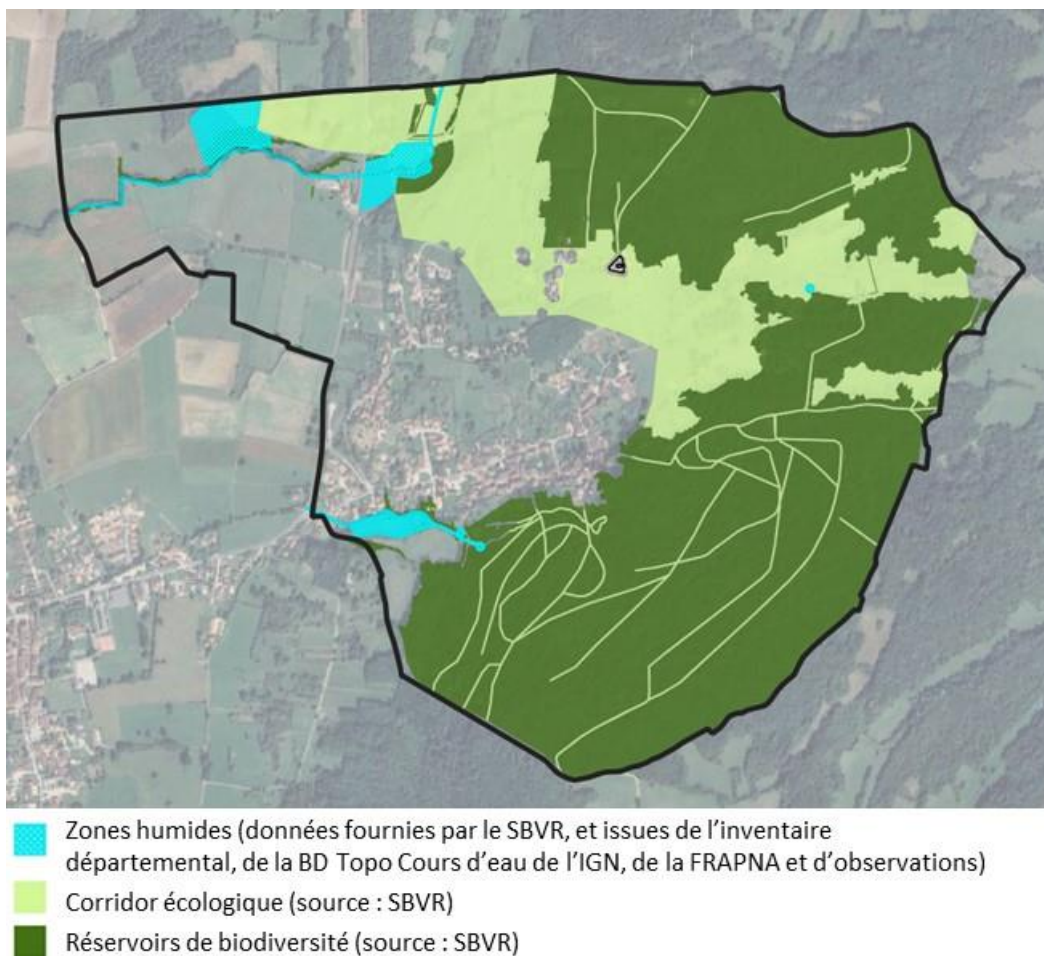 Zones humides (données fournies par le SBVR, et issues de l’inventaire
départemental, de la BD Topo Cours d’eau de l’IGN, de la FRAPNA et d’observations)
Corridor écologique (source : SBVR)
Réservoirs de biodiversité (source : SBVR)